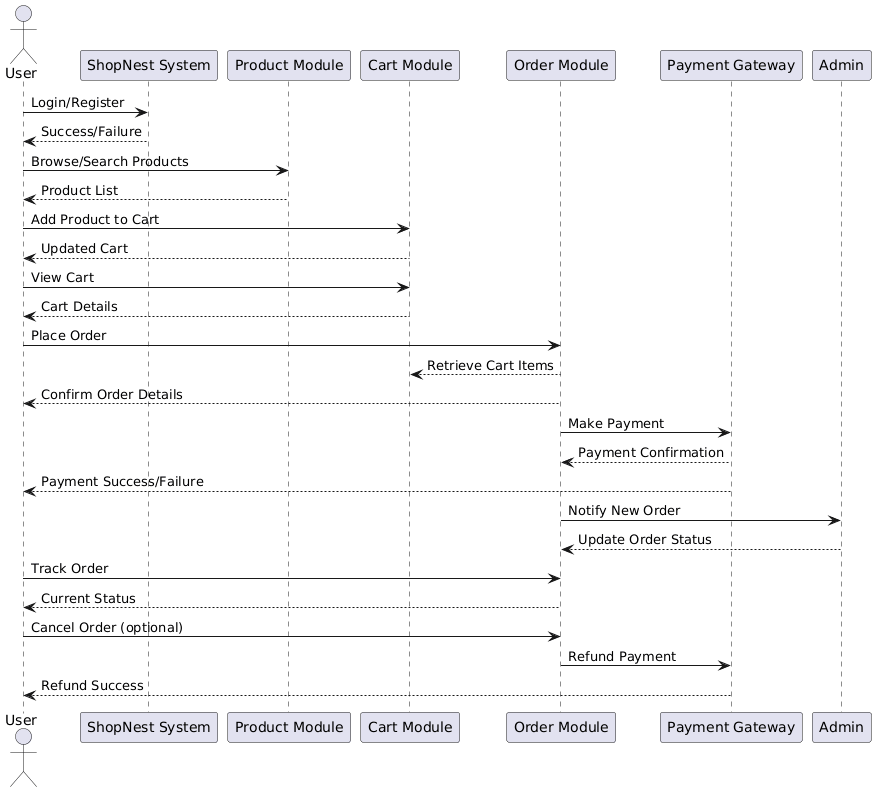 User
ShopNest System
Product Module
Cart Module
Order Module
Payment Gateway
Admin
Login/Register
Success/Failure
Browse/Search Products
Product List
Add Product to Cart
Updated Cart
View Cart
Cart Details
Place Order
Retrieve Cart Items
Confirm Order Details
Make Payment
Payment Confirmation
Payment Success/Failure
Notify New Order
Update Order Status
Track Order
Current Status
Cancel Order (optional)
Refund Payment
Refund Success
User
ShopNest System
Product Module
Cart Module
Order Module
Payment Gateway
Admin